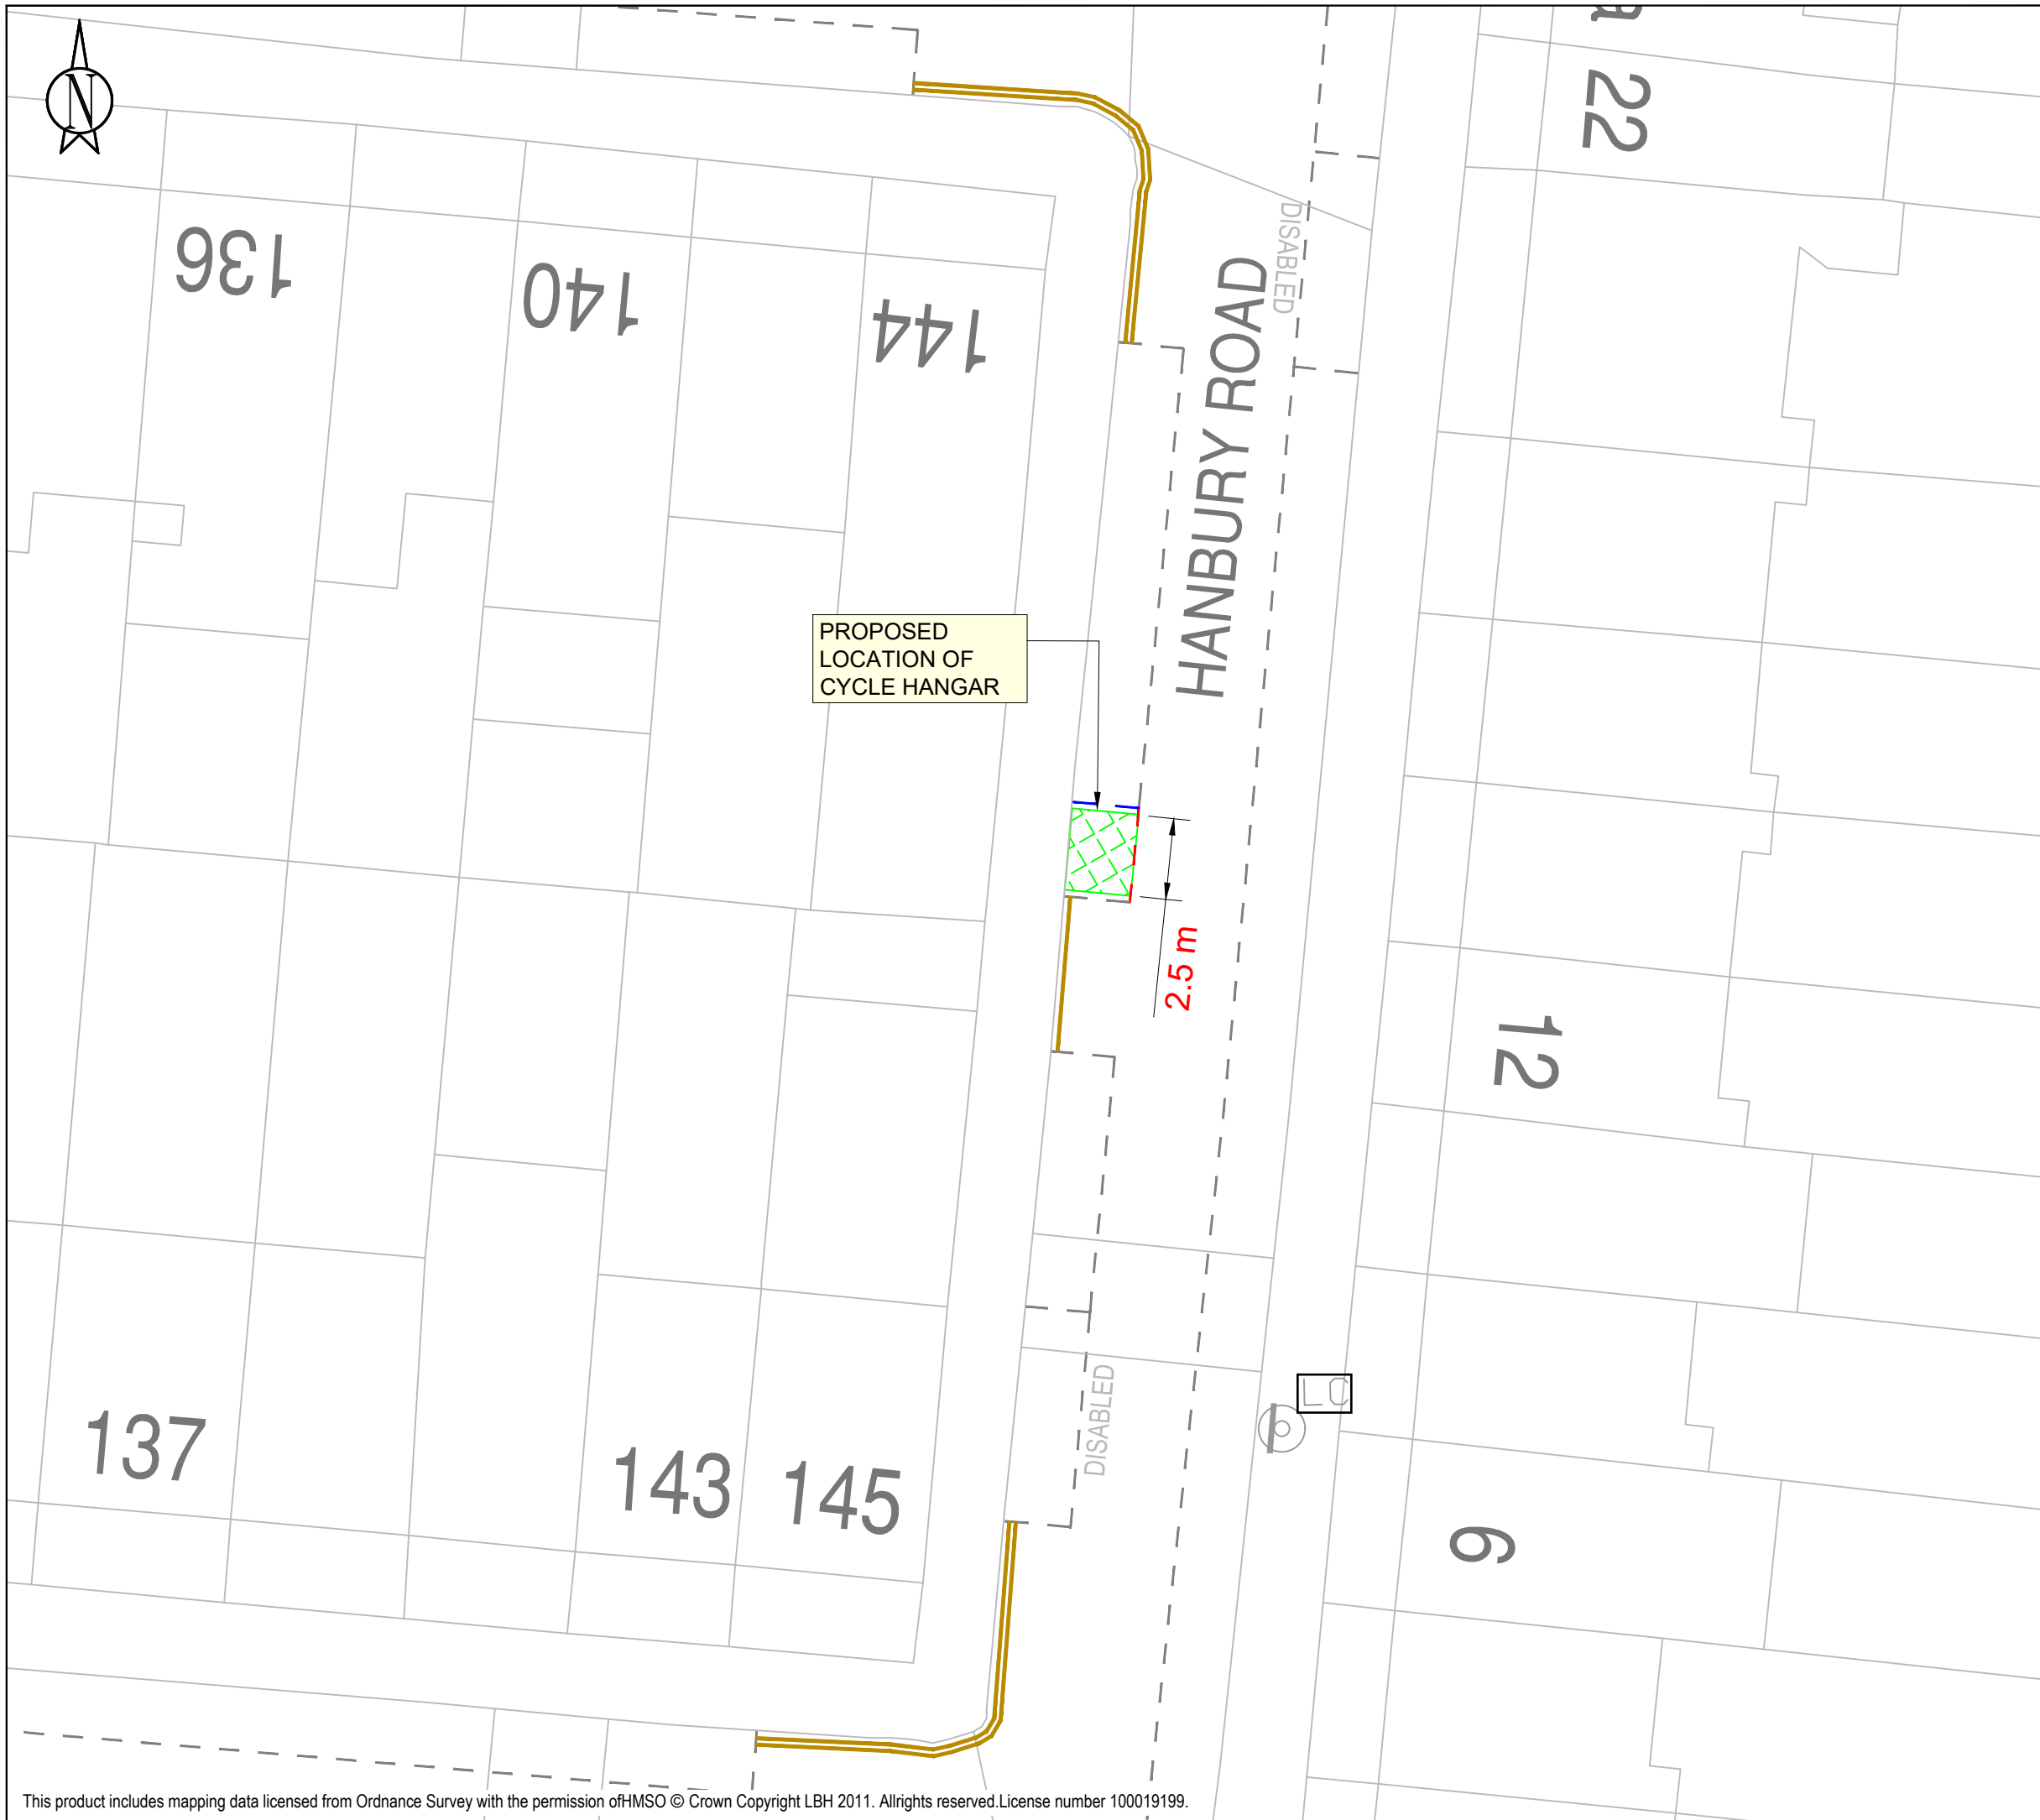 N
22
136
140
144
DISABLED
HANBURY ROAD
PROPOSED
LOCATION OF
CYCLE HANGAR
2.5 m
12
DISABLED
137
143
145
6
This product includes mapping data licensed from Ordnance Survey with the permission ofHMSO © Crown Copyright LBH 2011. Allrights reserved.License number 100019199.